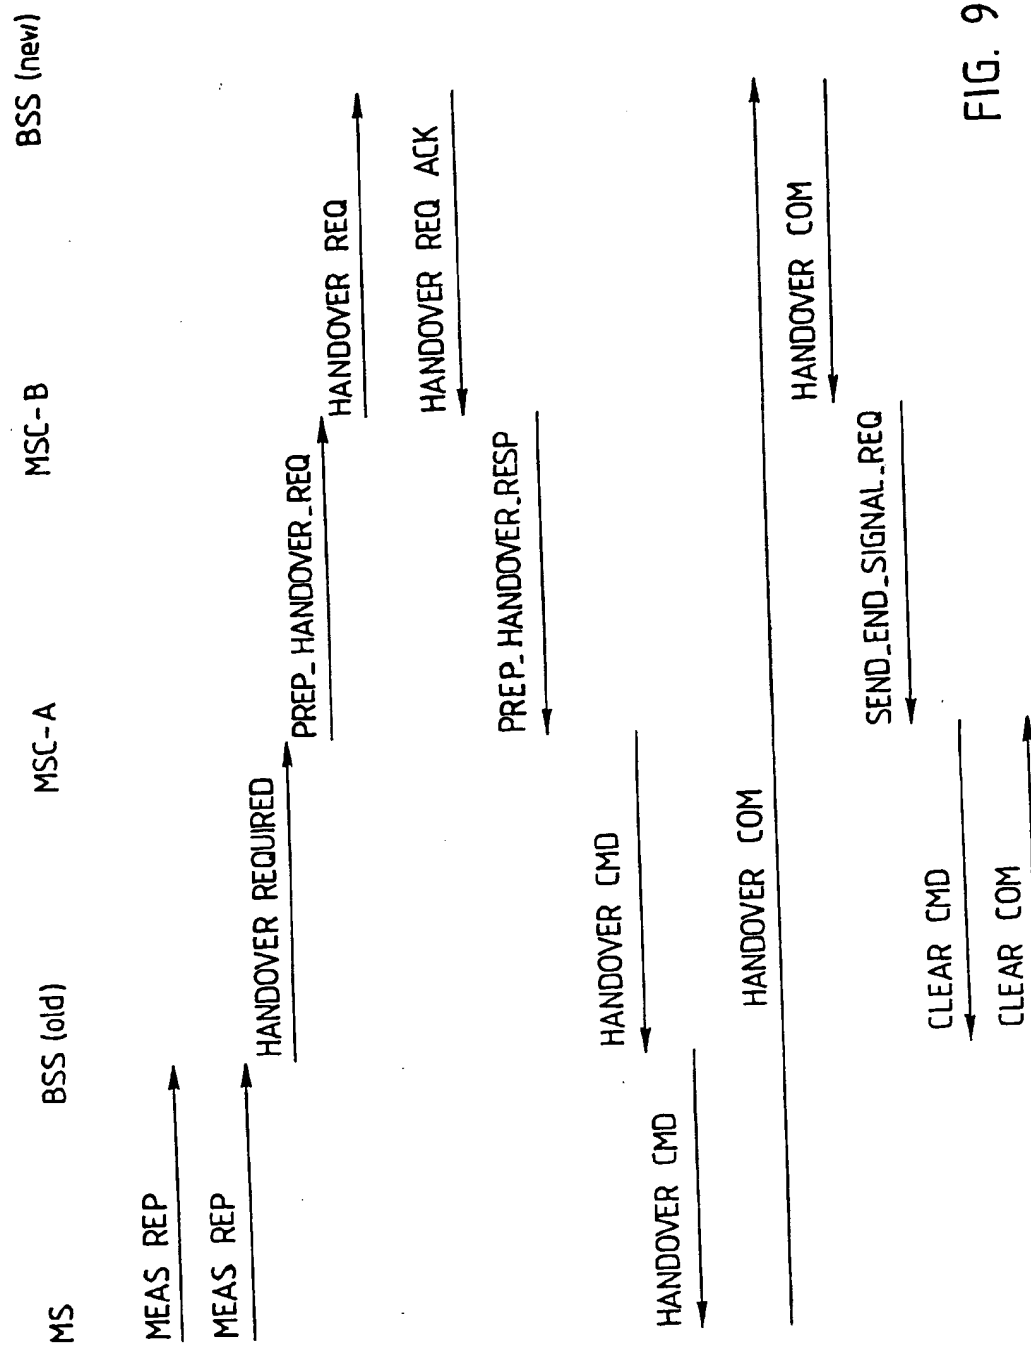 MS
BSS (old)
MSC-A
MSC-B
BSS (new)
MEAS REP
MEAS REP
HANDOVER REQUIRED
PREP_HANDOVER_REQ
HANDOVER REQ
HANDOVER REQ ACK
PREP_HANDOVER_RESP
HANDOVER CMD
HANDOVER CMD
HANDOVER COM
HANDOVER COM
SEND_END_SIGNAL_REQ
CLEAR CMD
CLEAR COM
FIG. 9